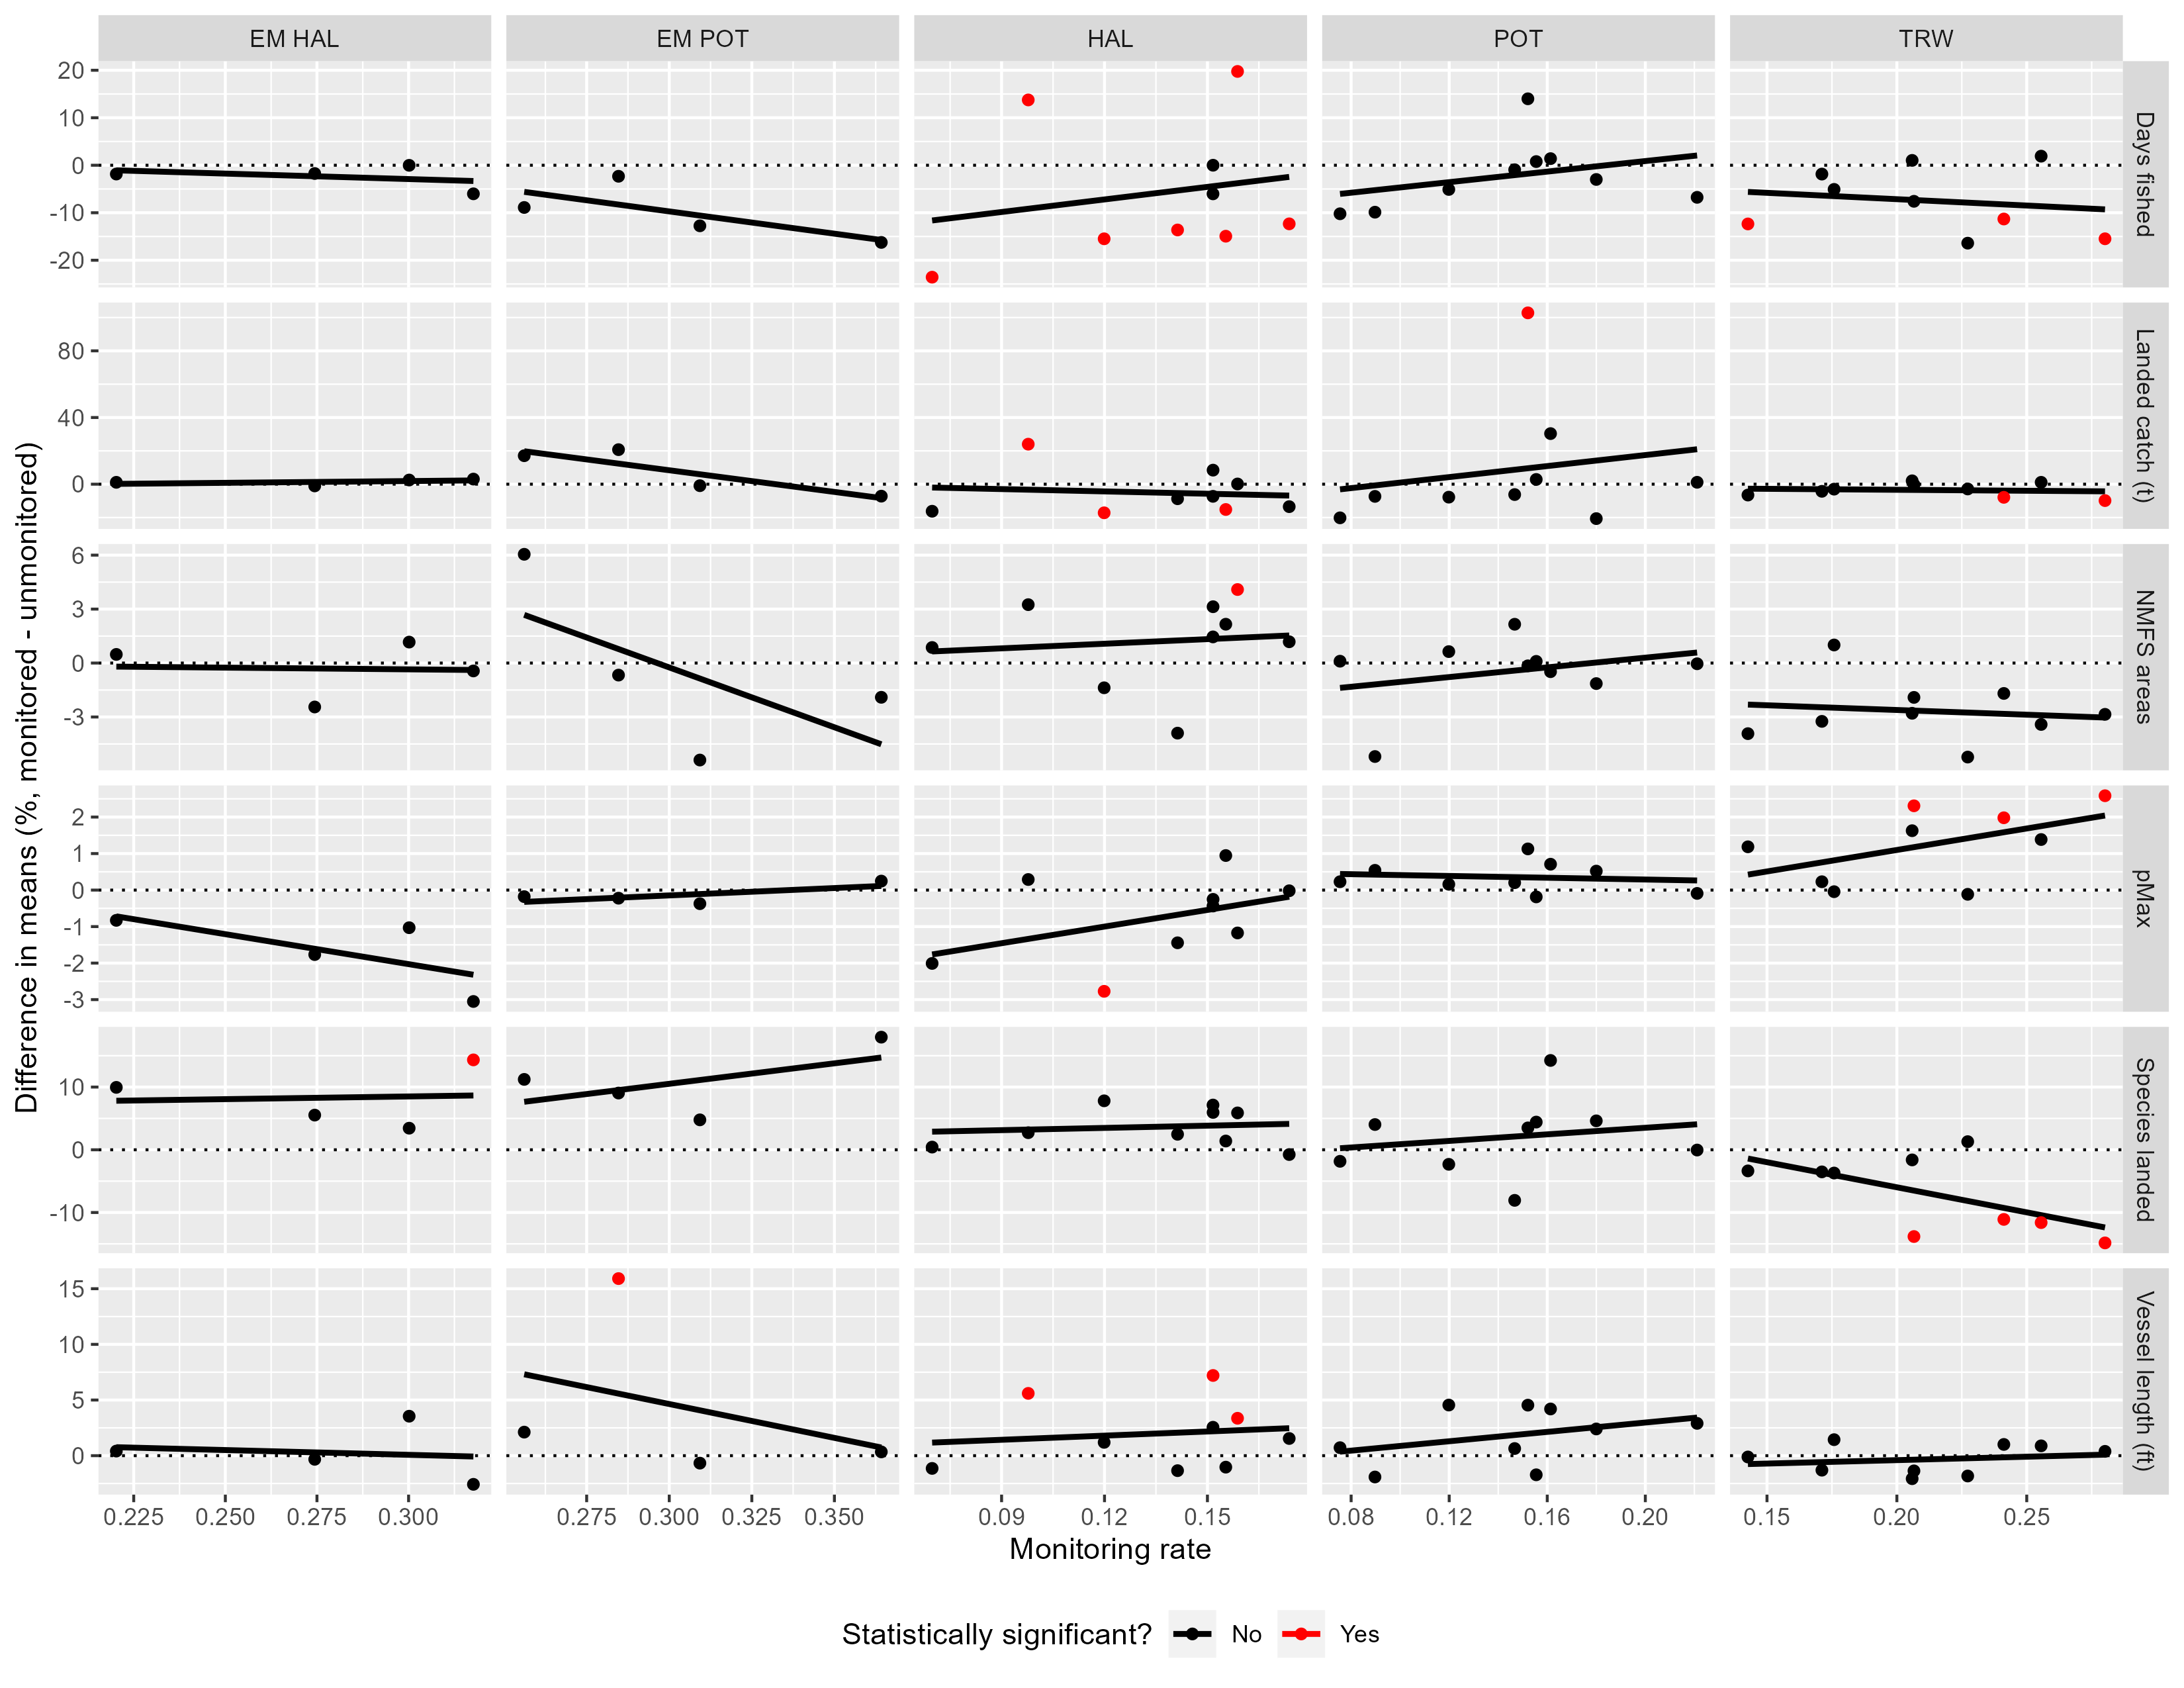 EM HAL EM POT HAL POT TRW
20
10
0
-10
-20
Days fished
80
40
0
Landed catch (t)
6
3
0
-3
NMFS areas
2
1
0
-1
-2
-3
pMax
10
0
-10
Species landed
15
10
5
0
Vessel length (ft)
Difference in means (%, monitored - unmonitored)
0.225 0.250 0.275 0.300 0.275 0.300 0.325 0.350 0.09 0.12 0.15 0.08 0.12 0.16 0.20 0.15 0.20 0.25
Monitoring rate
Statistically significant? No Yes